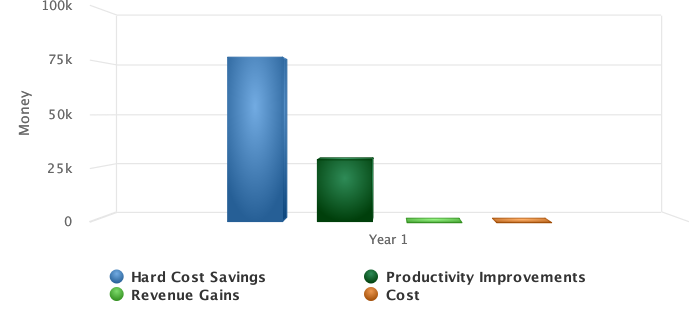 100k
75k
50k
25k
0
Money
Year 1
Hard Cost Savings
Productivity Improvements
Revenue Gains
Cost